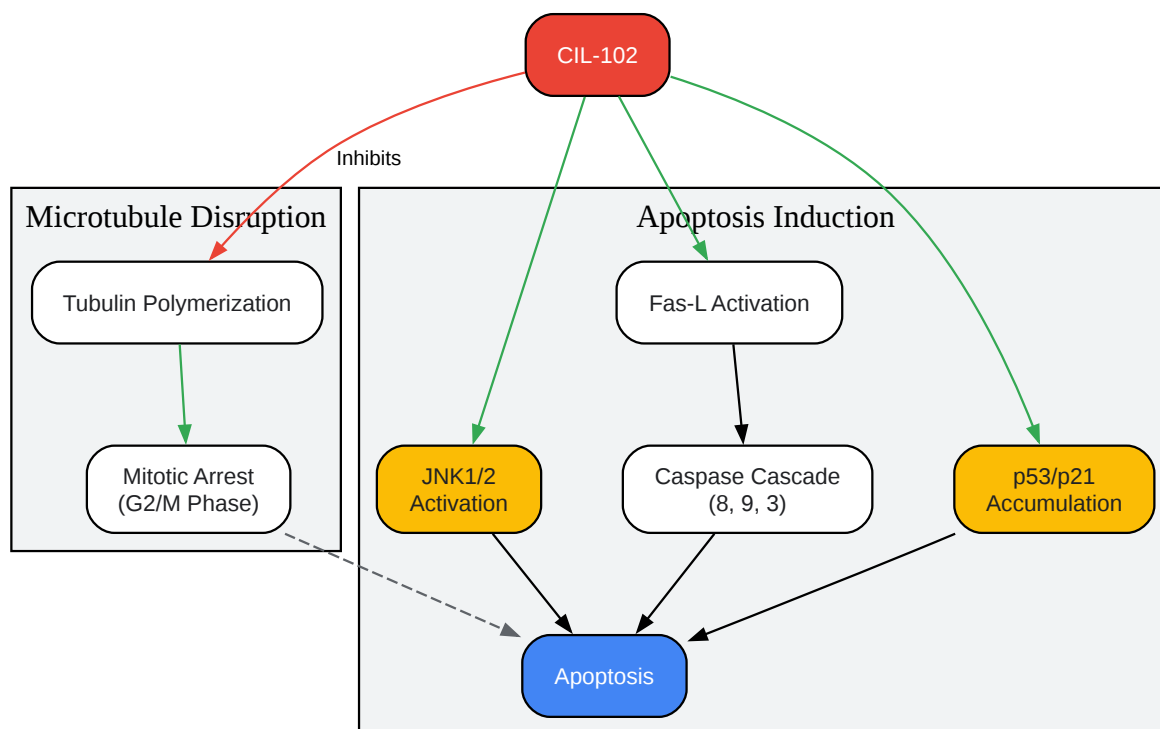 CIL-102
Inhibits
Microtubule Disruption
Apoptosis Induction
Tubulin Polymerization
Fas-L Activation
Mitotic Arrest
(G2/M Phase)
JNK1/2
Activation
Caspase Cascade
(8, 9, 3)
p53/p21
Accumulation
Apoptosis